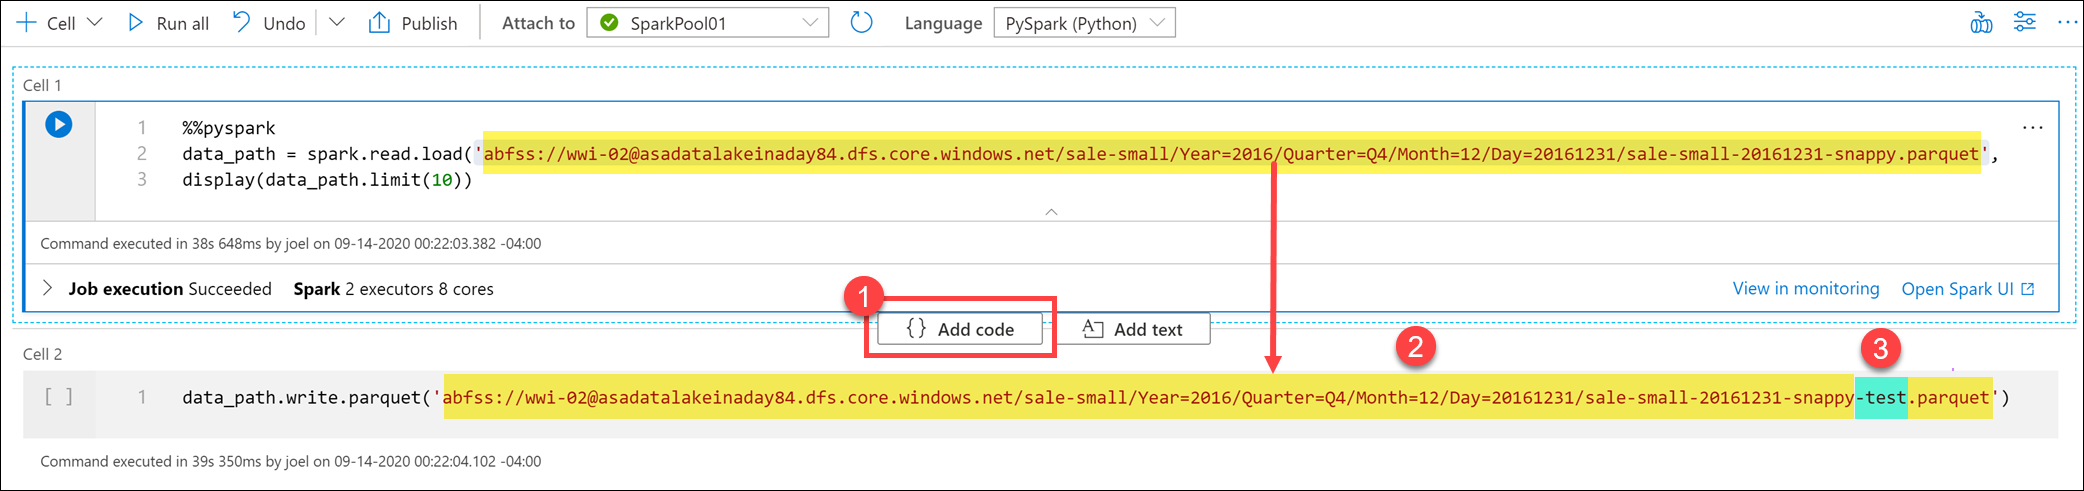 Cell Run all Undo Publish Attach to SparkPool01 Language PySpark (Python) ...
Cell 1
1 %%pyspark
2 data_path = spark.read.load('abfss://wwi-02@asadatalakeinaday84.dfs.core.windows.net/sale-small/Year=2016/Quarter=Q4/Month=12/Day=20161231/sale-small-20161231-snappy.parquet',
3 display(data_path.limit(10))
Command executed in 38s 648ms by joel on 09-14-2020 00:22:03.382 -04:00
Job execution Succeeded Spark 2 executors 8 cores View in monitoring Open Spark UI
1
{} Add code Add text
2 3
Cell 2
[ ] 1 data_path.write.parquet('abfss://wwi-02@asadatalakeinaday84.dfs.core.windows.net/sale-small/Year=2016/Quarter=Q4/Month=12/Day=20161231/sale-small-20161231-snappy-test.parquet')
Command executed in 39s 350ms by joel on 09-14-2020 00:22:04.102 -04:00